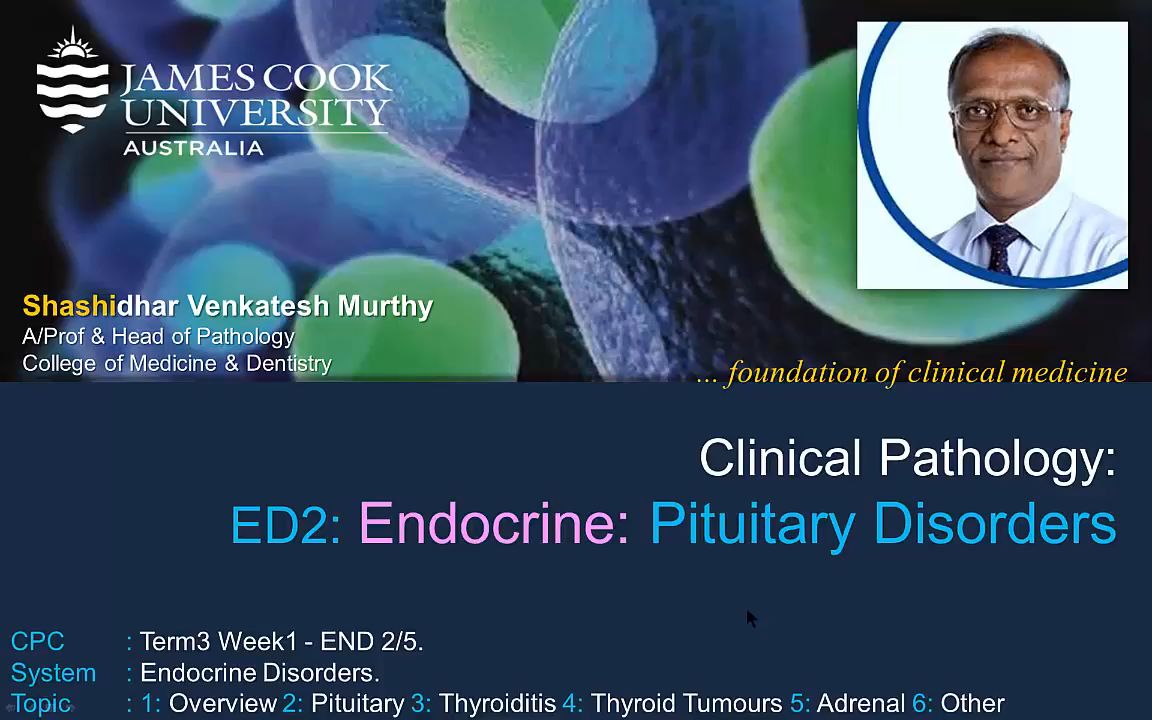 JAMES COOK
UNIVERSITY
AUSTRALIA
Shashidhar Venkatesh Murthy
A/Prof & Head of Pathology
College of Medicine & Dentistry
... foundation of clinical medicine
Clinical Pathology:
ED2: Endocrine: Pituitary Disorders
CPC : Term3 Week1 - END 2/5.
System : Endocrine Disorders.
Topic : 1: Overview 2: Pituitary 3: Thyroiditis 4: Thyroid Tumours 5: Adrenal 6: Other